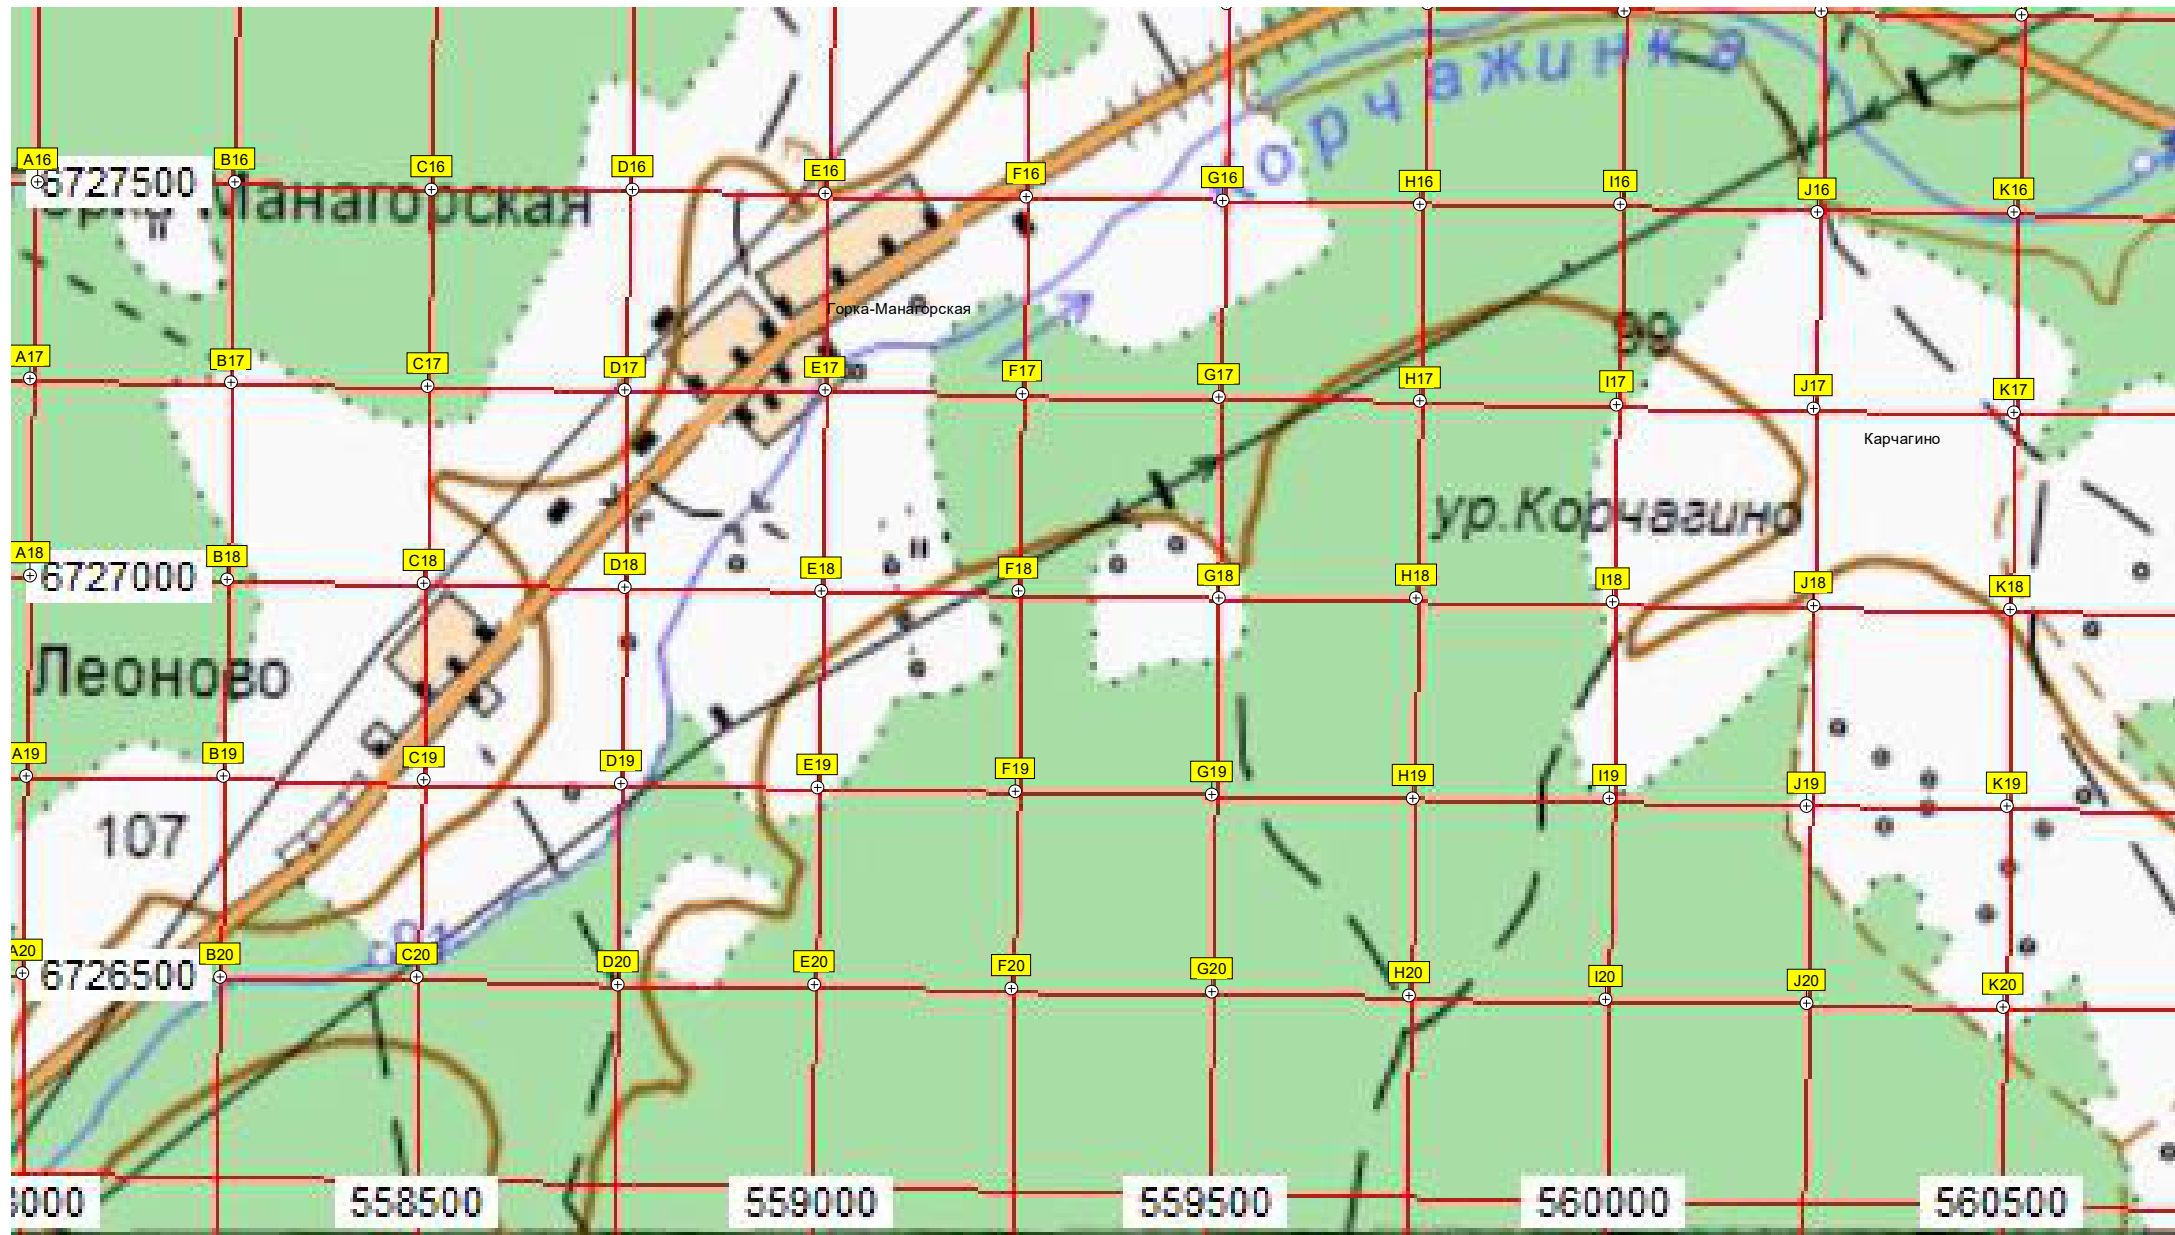 Корчажинка
A16 B16 C16 D16 E16 F16 G16 H16 I16 J16 K16
6727500
Манагорская
Горка-Манагорская
99
A17 B17 C17 D17 E17 F17 G17 H17 I17 J17 K17
Карчагино
ур.Корчагино
A18 B18 C18 D18 E18 F18 G18 H18 I18 J18 K18
6727000
Леоново
A19 B19 C19 D19 E19 F19 G19 H19 I19 J19 K19
107
A20 B20 C20 D20 E20 F20 G20 H20 I20 J20 K20
6726500
8000 558500 559000 559500 560000 560500